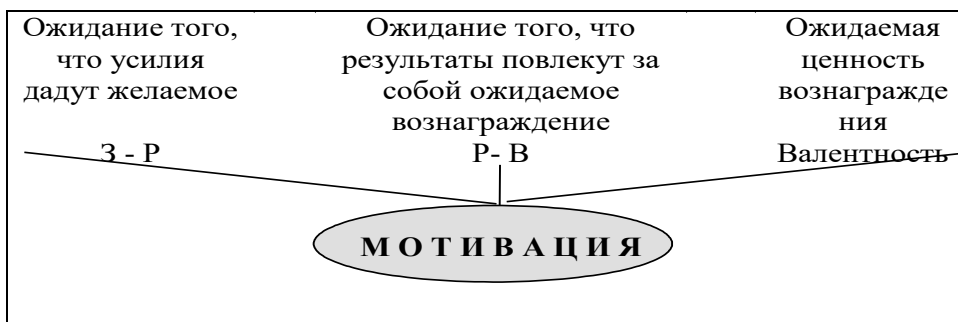 Ожидание того,
что усилия
дадут желаемое
З - Р
Ожидание того, что
результаты повлекут за
собой ожидаемое
вознаграждение
Р- В
Ожидаемая
ценность
вознагражде
ния
Валентность
М О Т И В А Ц И Я